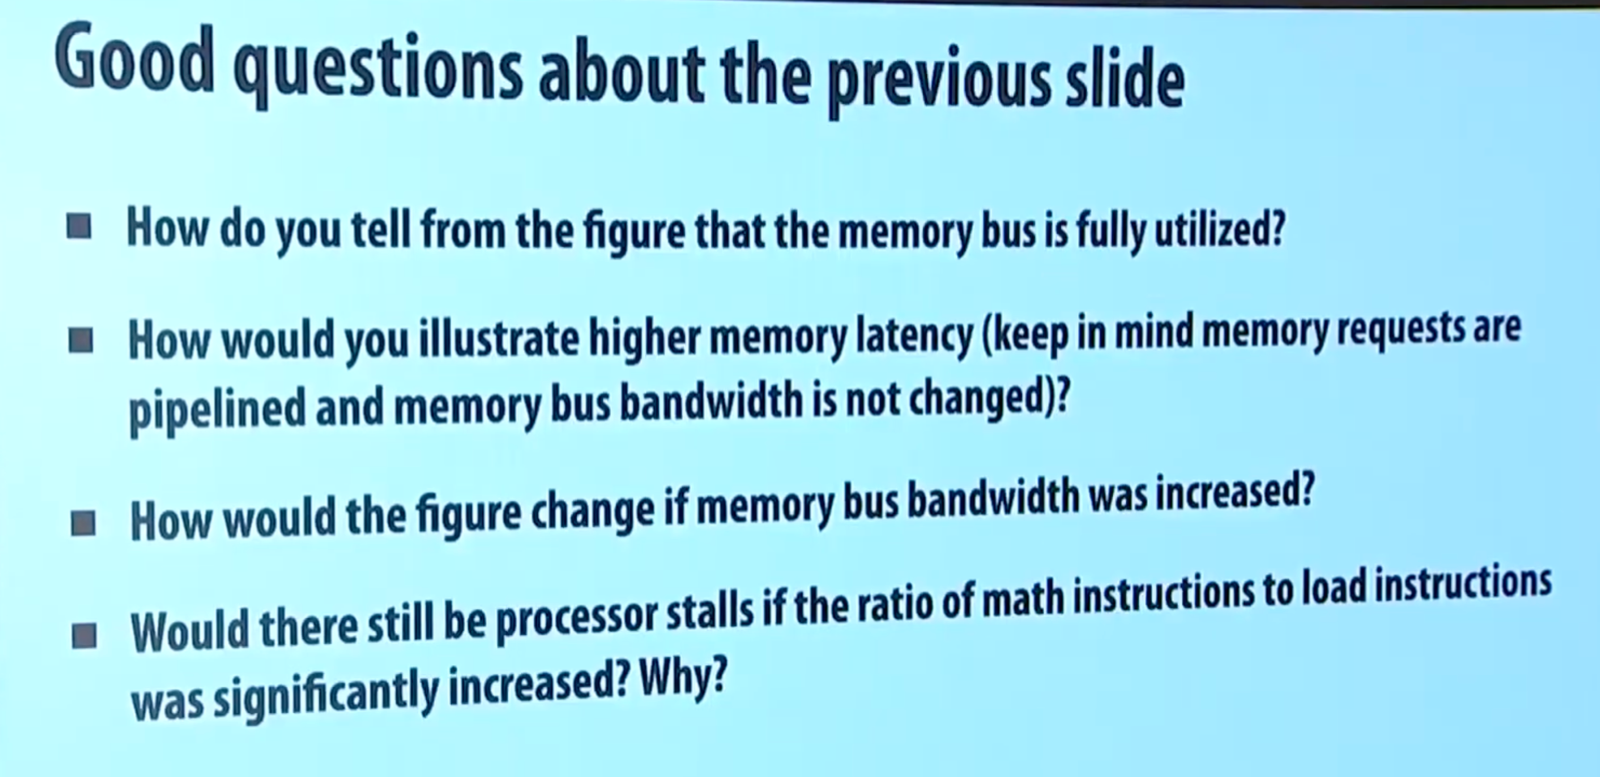 Good questions about the previous slide
How do you tell from the figure that the memory bus is fully utilized?
How would you illustrate higher memory latency (keep in mind memory requests are
pipelined and memory bus bandwidth is not changed)?
How would the figure change if memory bus bandwidth was increased?
Would there still be processor stalls if the ratio of math instructions to load instructions
was significantly increased? Why?